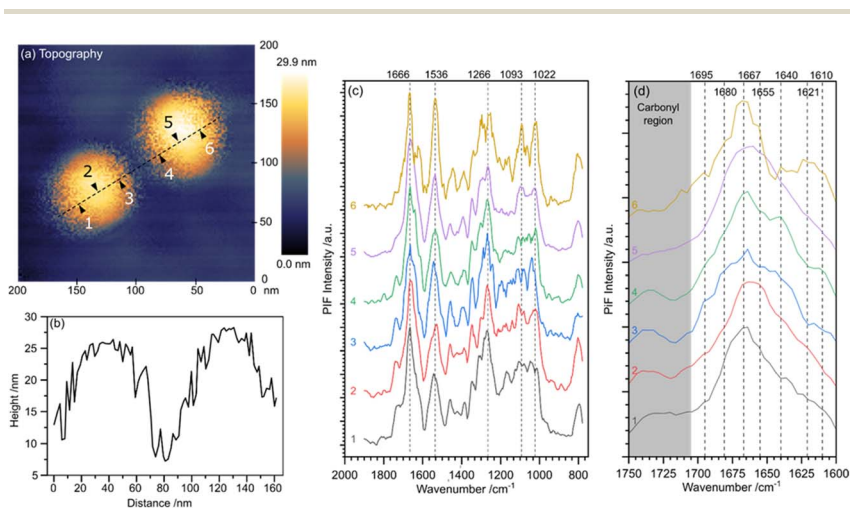 (a) Topography
200
29.9 nm
150
100
50
0
0.0 nm
200 150 100 50 0 nm
1 2 3 4 5 6
(b)
30
25
20
15
10
5
Height /nm
0 20 40 60 80 100 120 140 160
Distance /nm
1666 1536 1266 1093 1022
(c)
6
5
4
3
2
1
PIF Intensity /a.u.
2000 1800 1600 1400 1200 1000 800
Wavenumber /cm-1
1695 1667 1640 1610
1680 1655 1621
(d)
Carbonyl
region
6
5
4
3
2
1
PiF Intensity /a.u.
1750 1725 1700 1675 1650 1625 1600
Wavenumber /cm-1